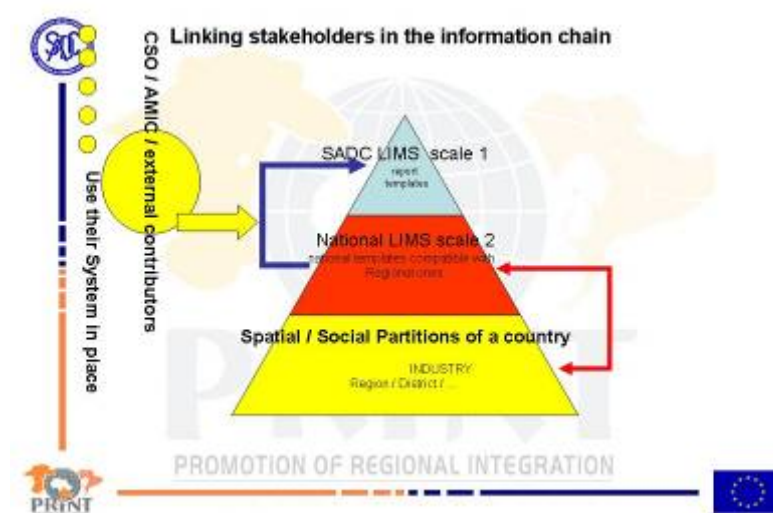 SADC
Linking stakeholders in the information chain
CSO / AMIC / external contributors
Use their System in place
SADC LIMS scale 1
report
templates
National LIMS scale 2
national templates compatible with
Regional ones
Spatial / Social Partitions of a country
INDUSTRY
Region / District / ...
PRINT
PROMOTION OF REGIONAL INTEGRATION
PRINT